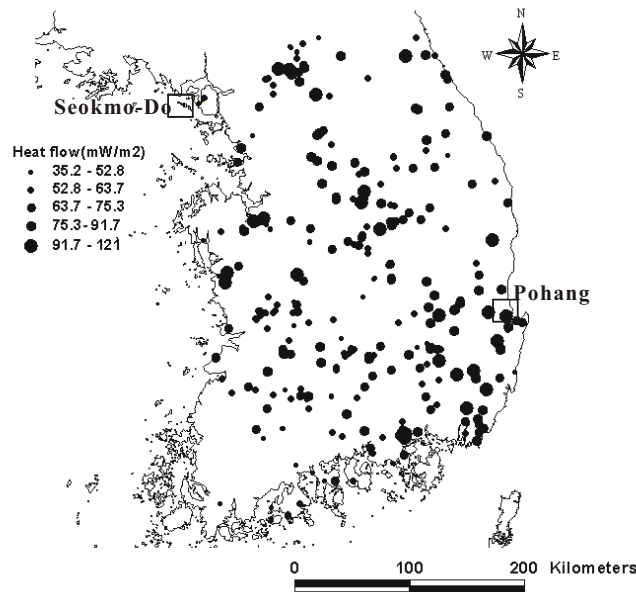 N
W E
S
Seokmo-Do
Heat flow(mW/m2)
35.2 - 52.8
52.8 - 63.7
63.7 - 75.3
75.3 - 91.7
91.7 - 121
Pohang
0 100 200 Kilometers